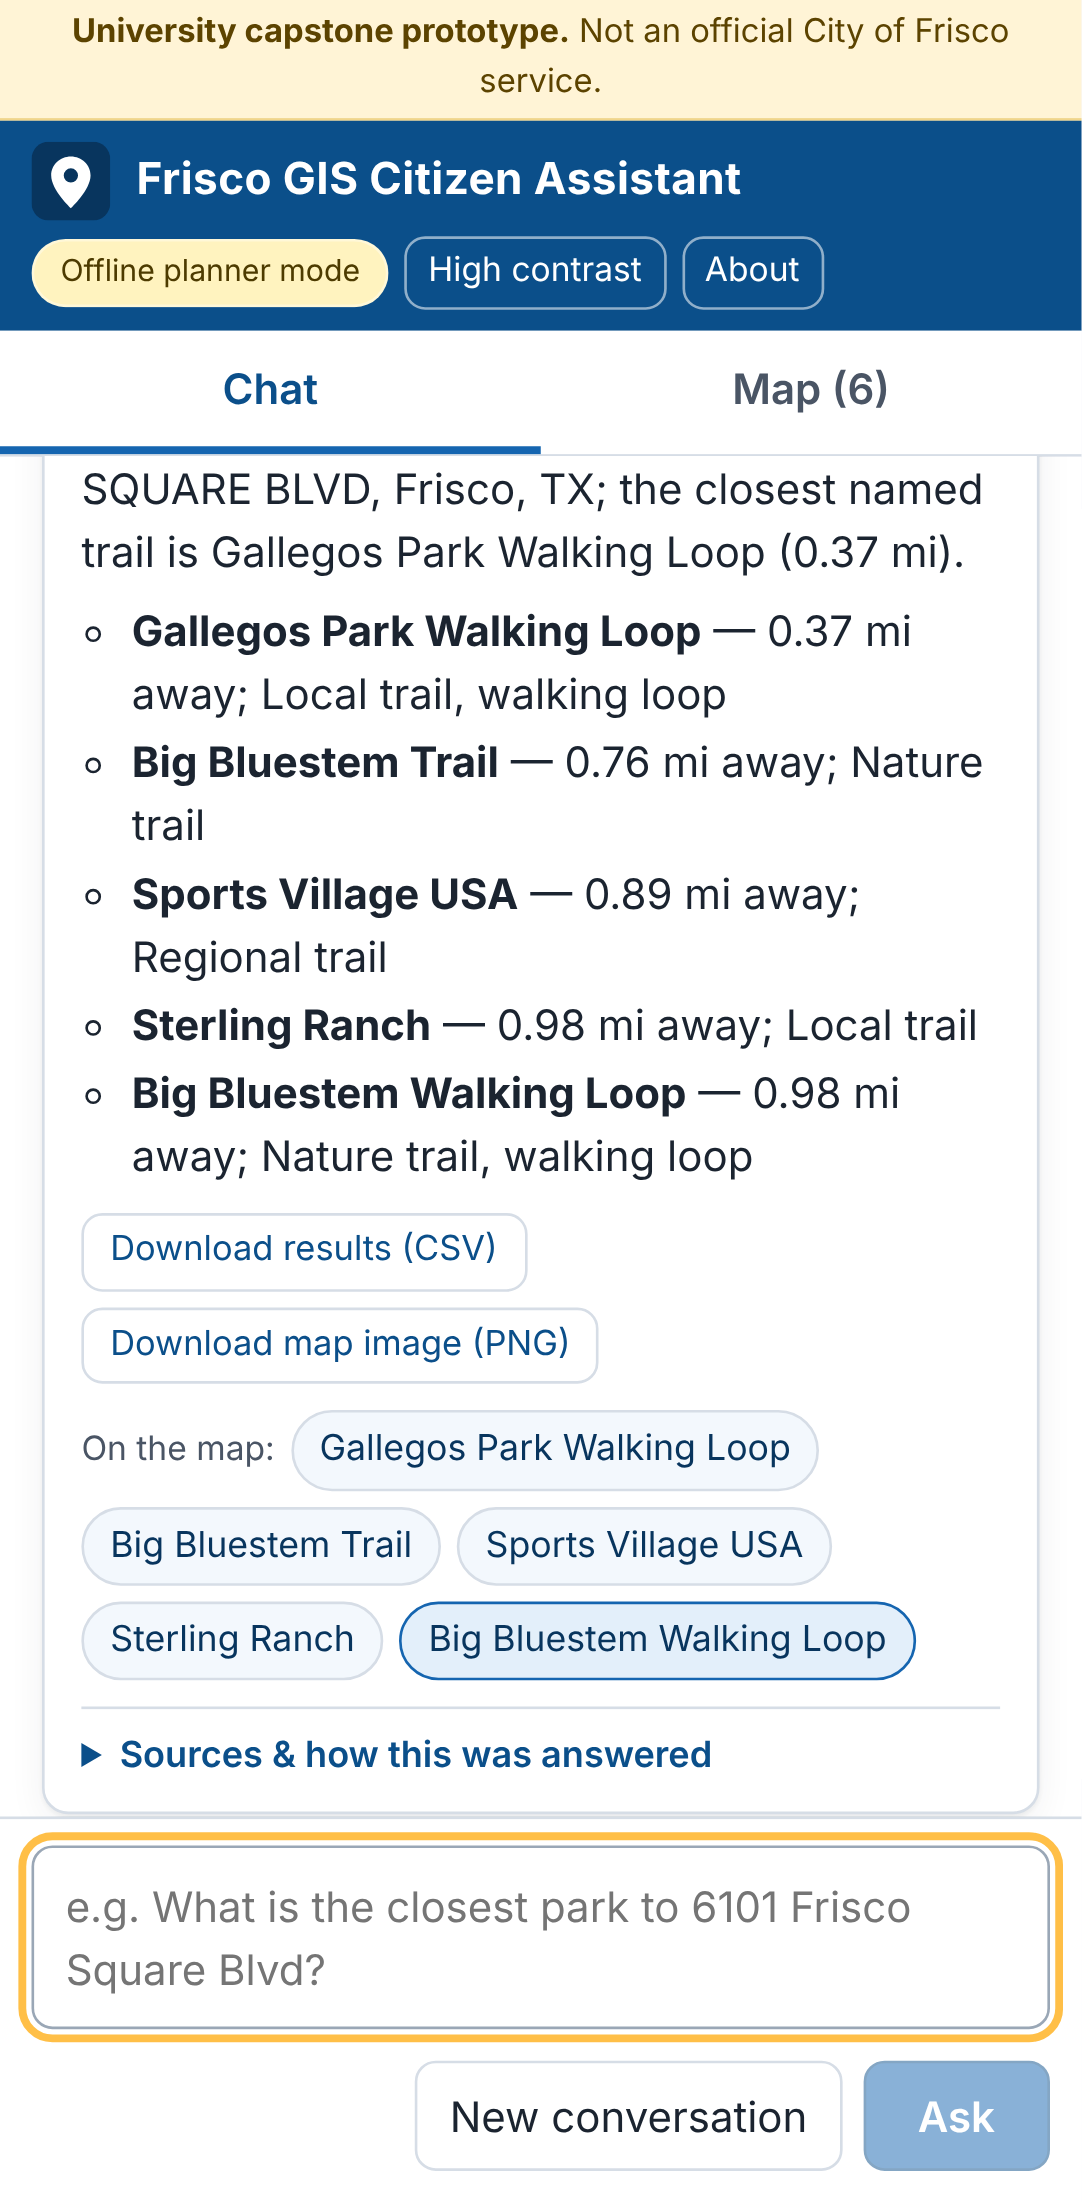 University capstone prototype. Not an official City of Frisco
service.
Frisco GIS Citizen Assistant
Offline planner mode
High contrast
About
Chat
Map (6)
SQUARE BLVD, Frisco, TX; the closest named
trail is Gallegos Park Walking Loop (0.37 mi).
Gallegos Park Walking Loop — 0.37 mi
away; Local trail, walking loop
Big Bluestem Trail — 0.76 mi away; Nature
trail
Sports Village USA — 0.89 mi away;
Regional trail
Sterling Ranch — 0.98 mi away; Local trail
Big Bluestem Walking Loop — 0.98 mi
away; Nature trail, walking loop
Download results (CSV)
Download map image (PNG)
On the map: Gallegos Park Walking Loop
Big Bluestem Trail
Sports Village USA
Sterling Ranch
Big Bluestem Walking Loop
Sources & how this was answered
e.g. What is the closest park to 6101 Frisco
Square Blvd?
New conversation
Ask